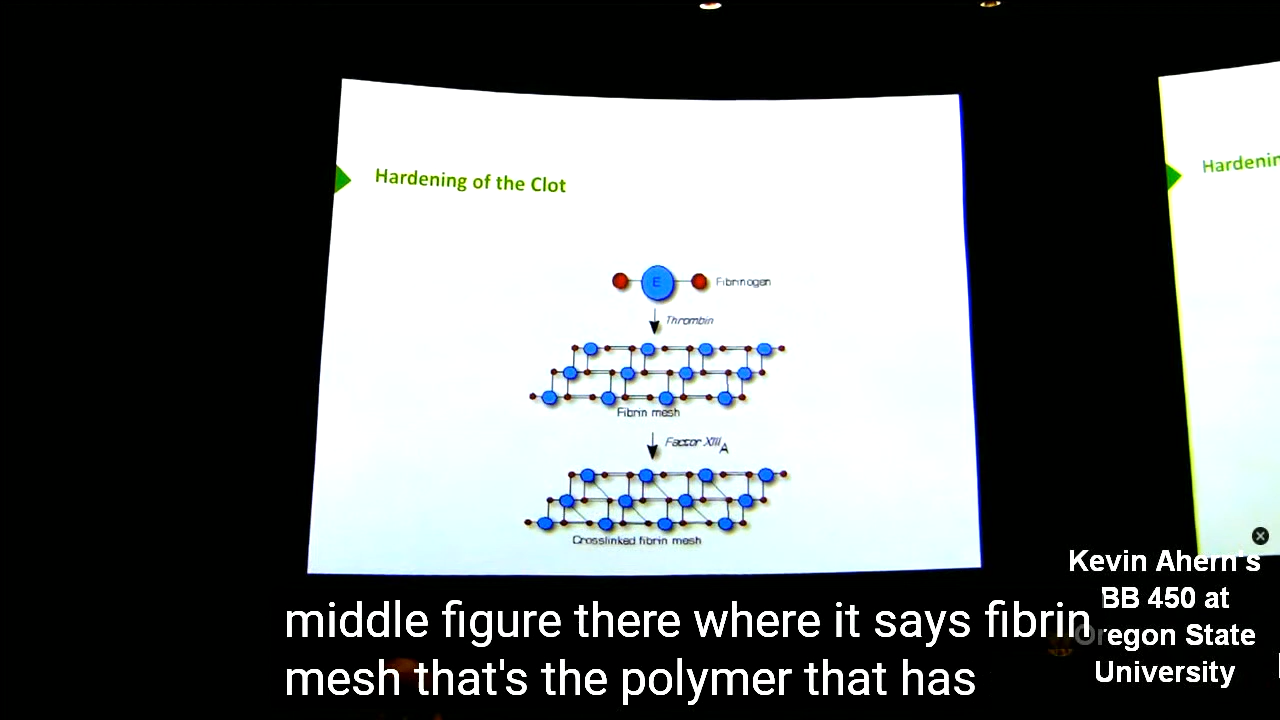 Hardening of the Clot
Hardenin
E
Fibrinogen
Thrombin
Fibrin mesh
Factor XIII A
Crosslinked fibrin mesh
Kevin Ahern's
BB 450 at
Oregon State
University
middle figure there where it says fibrin
mesh that's the polymer that has